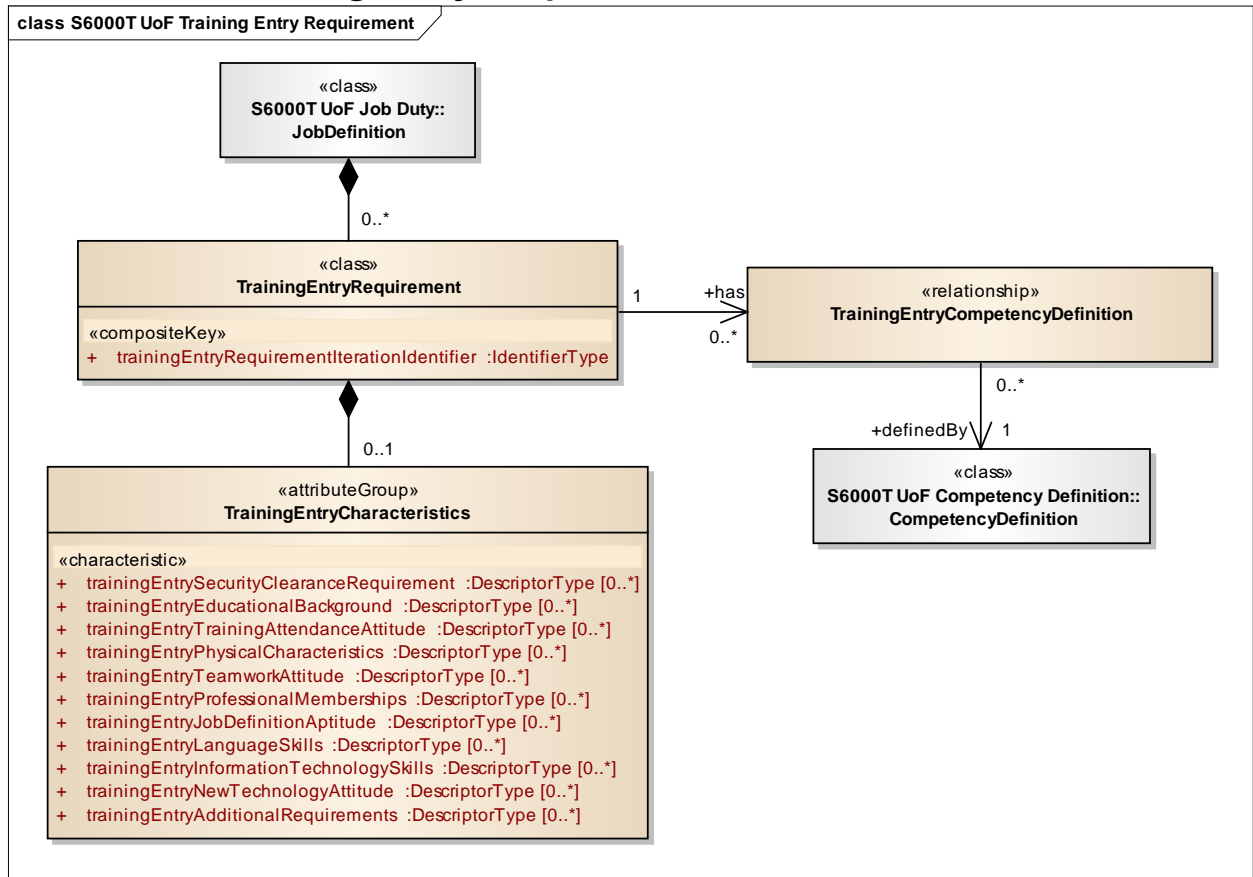 class S6000T UoF Training Entry Requirement
«class»
S6000T UoF Job Duty::
JobDefinition
0..*
«class»
TrainingEntryRequirement
«compositeKey»
+ trainingEntryRequirementIterationIdentifier :IdentifierType
1
+has
0..*
«relationship»
TrainingEntryCompetencyDefinition
0..*
+definedBy
1
«class»
S6000T UoF Competency Definition::
CompetencyDefinition
0..1
«attributeGroup»
TrainingEntryCharacteristics
«characteristic»
+ trainingEntrySecurityClearanceRequirement :DescriptorType [0..*]
+ trainingEntryEducationalBackground :DescriptorType [0..*]
+ trainingEntryTrainingAttendanceAttitude :DescriptorType [0..*]
+ trainingEntryPhysicalCharacteristics :DescriptorType [0..*]
+ trainingEntryTeamworkAttitude :DescriptorType [0..*]
+ trainingEntryProfessionalMemberships :DescriptorType [0..*]
+ trainingEntryJobDefinitionAptitude :DescriptorType [0..*]
+ trainingEntryLanguageSkills :DescriptorType [0..*]
+ trainingEntryInformationTechnologySkills :DescriptorType [0..*]
+ trainingEntryNewTechnologyAttitude :DescriptorType [0..*]
+ trainingEntryAdditionalRequirements :DescriptorType [0..*]